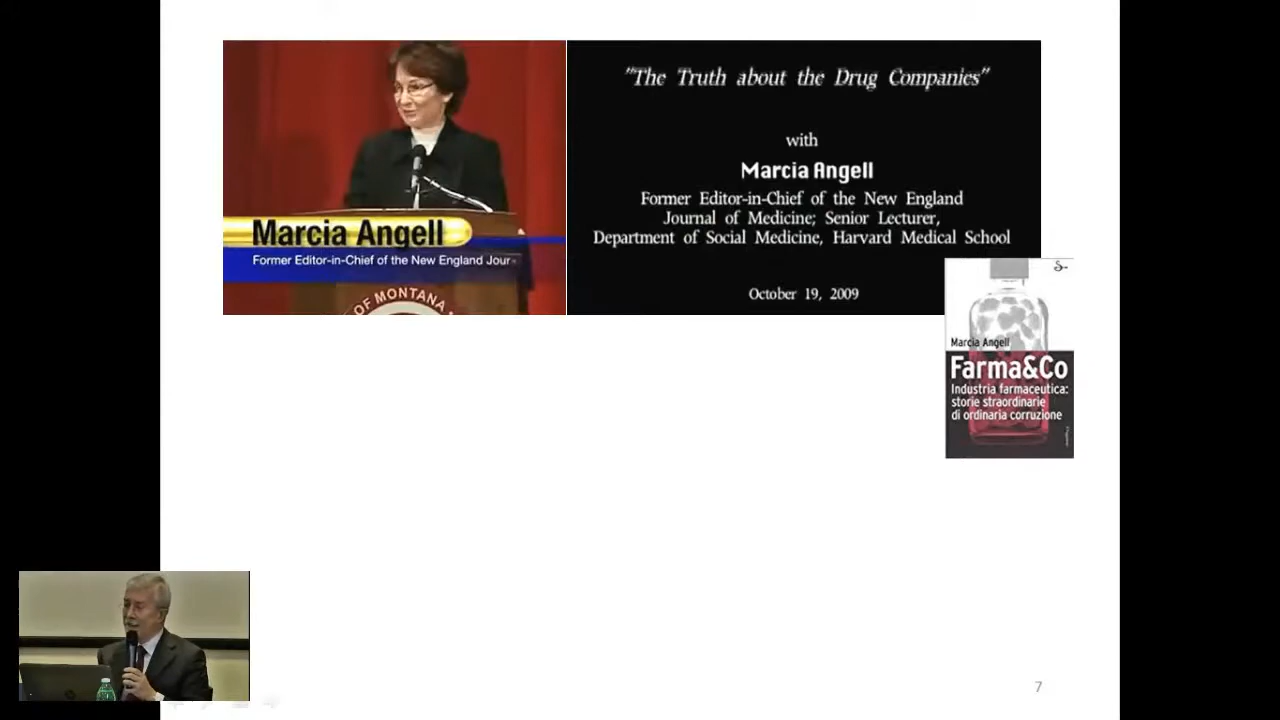 "The Truth about the Drug Companies"
with
Marcia Angell
Former Editor-in-Chief of the New England
Journal of Medicine; Senior Lecturer,
Department of Social Medicine, Harvard Medical School
October 19, 2009
Marcia Angell
Former Editor-in-Chief of the New England Jour
OF MONTANA
Marcia Angell
Farma&Co
Industria farmaceutica:
storie straordinarie
di ordinaria corruzione
7